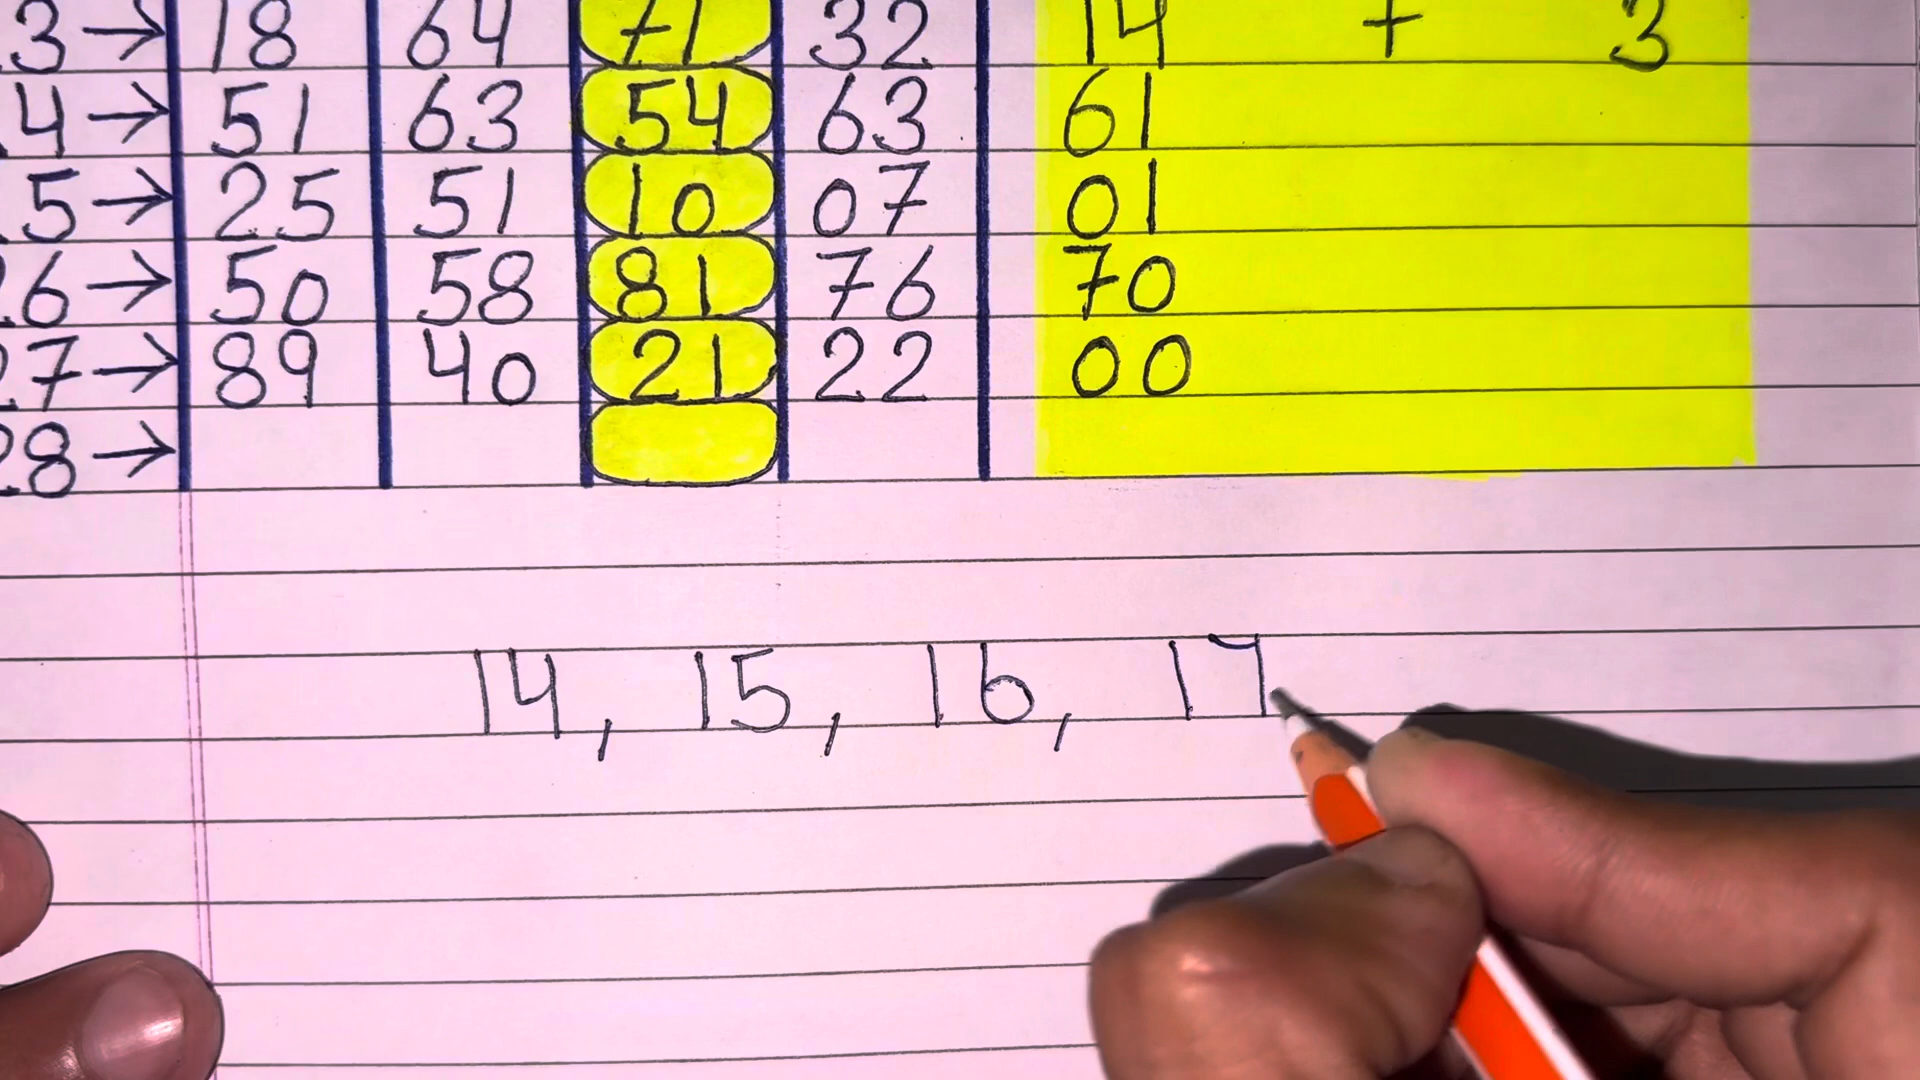 3→ 18 64 71 32 14 + 3
4→ 51 63 54 63 61
5→ 25 51 10 07 01
6→ 50 58 81 76 70
27→ 89 40 21 22 00
28→
14, 15, 16, 17